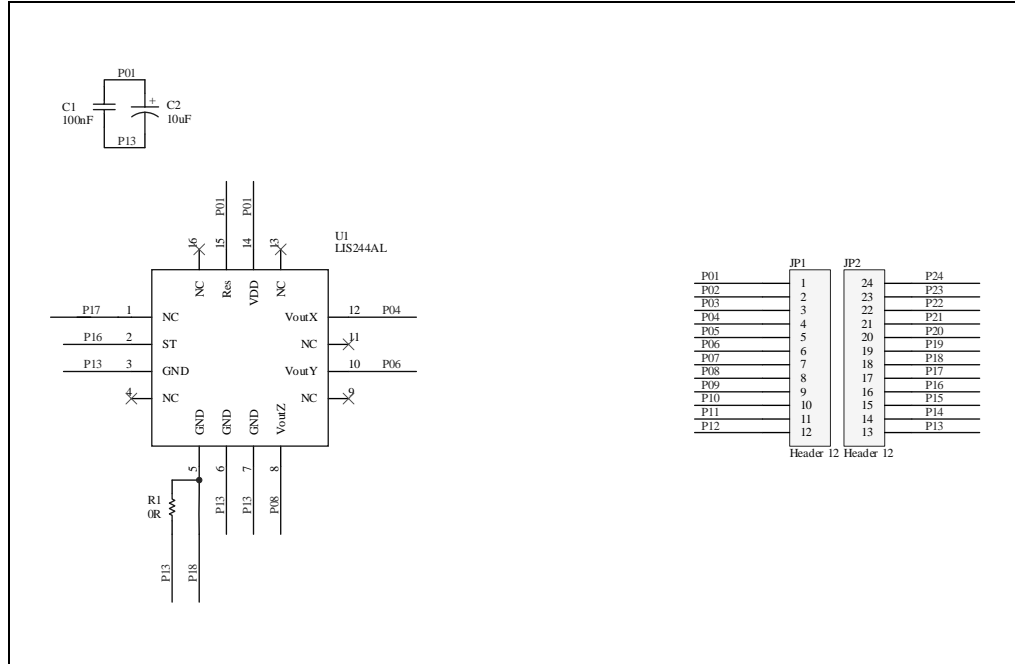 P01
C1
100nF
+
C2
10uF
P13
P01
P01
16
15
14
13
U1
LIS244AL
NC
Res
VDD
NC
P17 1 NC
P16 2 ST
P13 3 GND
4 NC
VoutX 12 P04
NC 11
VoutY 10 P06
NC 9
GND
GND
GND
VoutZ
5
6
7
8
R1
0R
P13
P13
P08
P13
P18
JP1
JP2
P01 1
P02 2
P03 3
P04 4
P05 5
P06 6
P07 7
P08 8
P09 9
P10 10
P11 11
P12 12
24 P24
23 P23
22 P22
21 P21
20 P20
19 P19
18 P18
17 P17
16 P16
15 P15
14 P14
13 P13
Header 12
Header 12